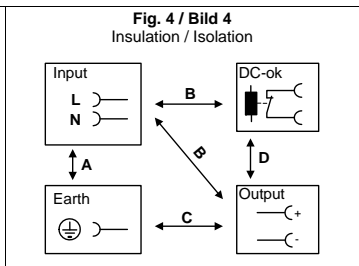 Fig. 4 / Bild 4
Insulation / Isolation
Input
DC-ok
L
N
B
A
B
D
Earth
Output
C
+
-